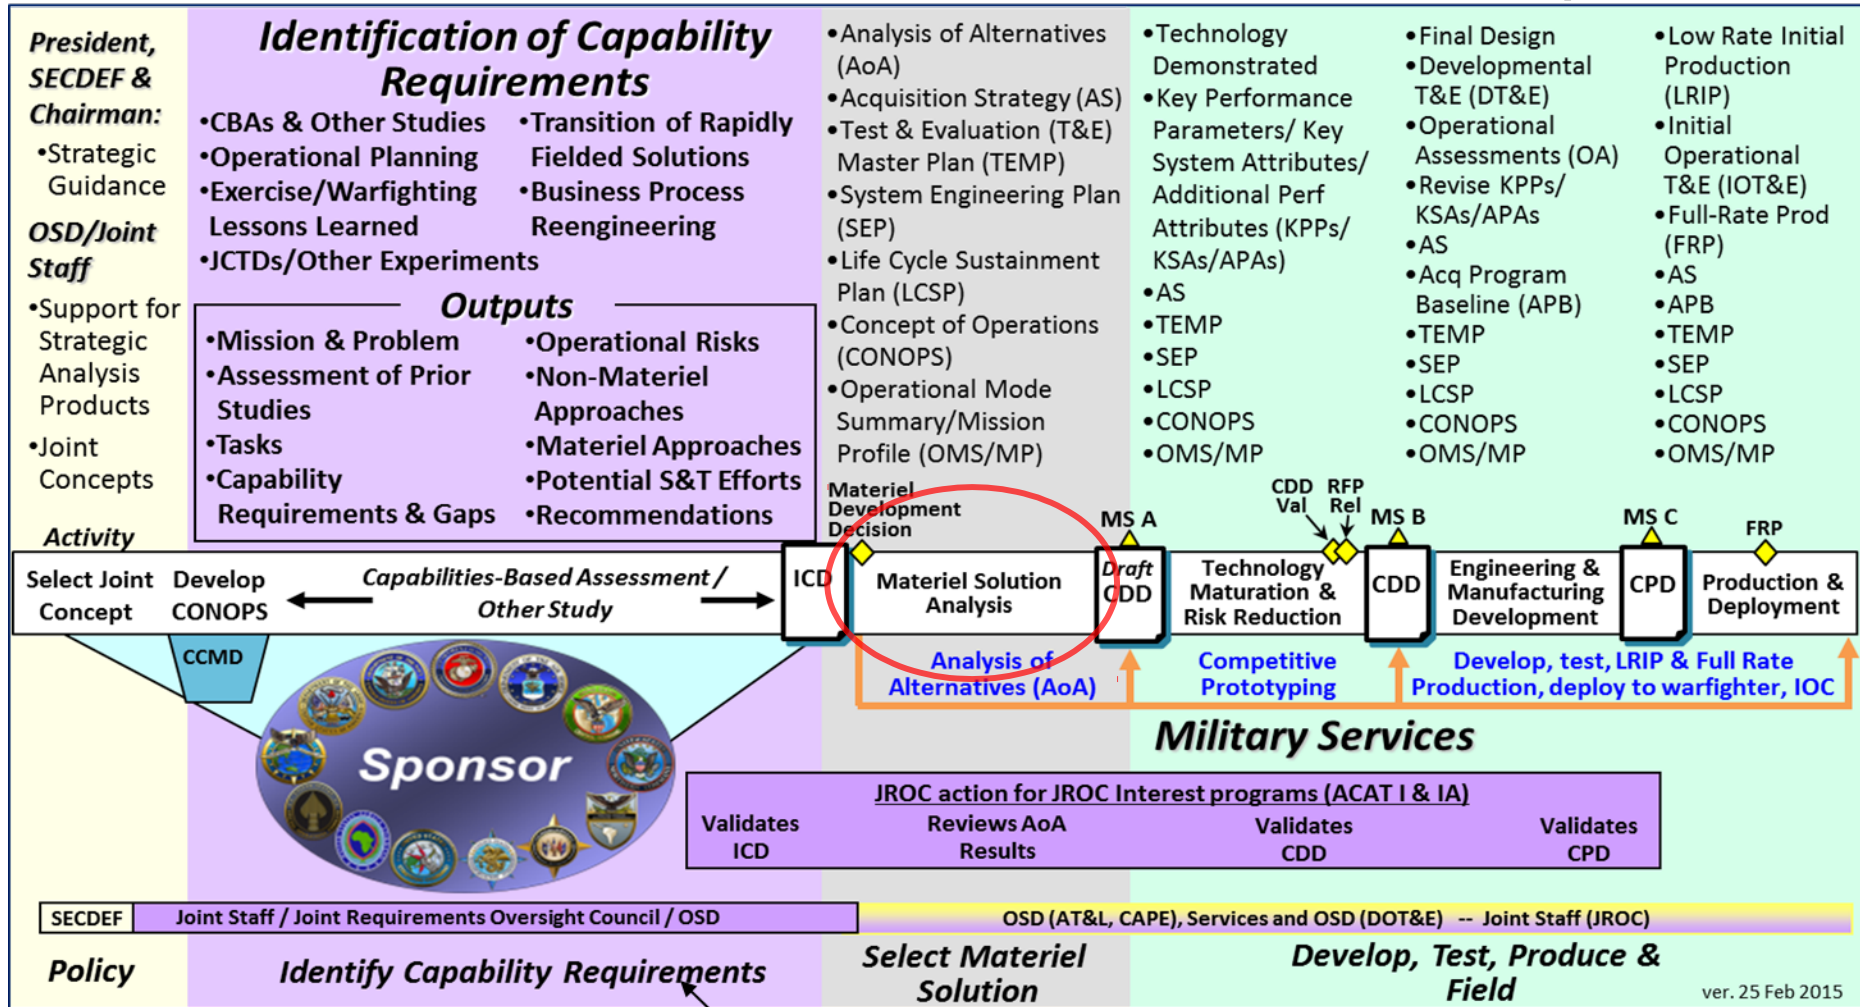 President,
SECDEF &
Chairman:
•Strategic
Guidance
OSD/Joint
Staff
•Support for
Strategic
Analysis
Products
•Joint
Concepts
Identification of Capability
Requirements
•CBAs & Other Studies
•Operational Planning
•Exercise/Warfighting
Lessons Learned
•JCTDs/Other Experiments
•Transition of Rapidly
Fielded Solutions
•Business Process
Reengineering
Outputs
•Mission & Problem
•Assessment of Prior
Studies
•Tasks
•Capability
Requirements & Gaps
•Operational Risks
•Non-Materiel
Approaches
•Materiel Approaches
•Potential S&T Efforts
•Recommendations
•Analysis of Alternatives
(AoA)
•Acquisition Strategy (AS)
•Test & Evaluation (T&E)
Master Plan (TEMP)
•System Engineering Plan
(SEP)
•Life Cycle Sustainment
Plan (LCSP)
•Concept of Operations
(CONOPS)
•Operational Mode
Summary/Mission
Profile (OMS/MP)
•Technology
Demonstrated
•Key Performance
Parameters/ Key
System Attributes/
Additional Perf
Attributes (KPPs/
KSAs/APAs)
•AS
•TEMP
•SEP
•LCSP
•CONOPS
•OMS/MP
•Final Design
•Developmental
T&E (DT&E)
•Operational
Assessments (OA)
•Revise KPPs/
KSAs/APAs
•AS
•Acq Program
Baseline (APB)
•TEMP
•SEP
•LCSP
•CONOPS
•OMS/MP
•Low Rate Initial
Production
(LRIP)
•Initial
Operational
T&E (IOT&E)
•Full-Rate Prod
(FRP)
•AS
•APB
•TEMP
•SEP
•LCSP
•CONOPS
•OMS/MP
Activity
Materiel
Development
Decision
MS A
CDD
Val
RFP
Rel
MS B
MS C
FRP
Select Joint
Concept
Develop
CONOPS
Capabilities-Based Assessment /
Other Study
ICD
Materiel Solution
Analysis
Draft
CDD
Technology
Maturation &
Risk Reduction
CDD
Engineering &
Manufacturing
Development
CPD
Production &
Deployment
CCMD
Analysis of
Alternatives (AoA)
Competitive
Prototyping
Develop, test, LRIP & Full Rate
Production, deploy to warfighter, IOC
Sponsor
Military Services
JROC action for JROC Interest programs (ACAT I & IA)
Validates
ICD
Reviews AoA
Results
Validates
CDD
Validates
CPD
SECDEF
Joint Staff / Joint Requirements Oversight Council / OSD
OSD (AT&L, CAPE), Services and OSD (DOT&E) -- Joint Staff (JROC)
Policy
Identify Capability Requirements
Select Materiel
Solution
Develop, Test, Produce &
Field
ver. 25 Feb 2015